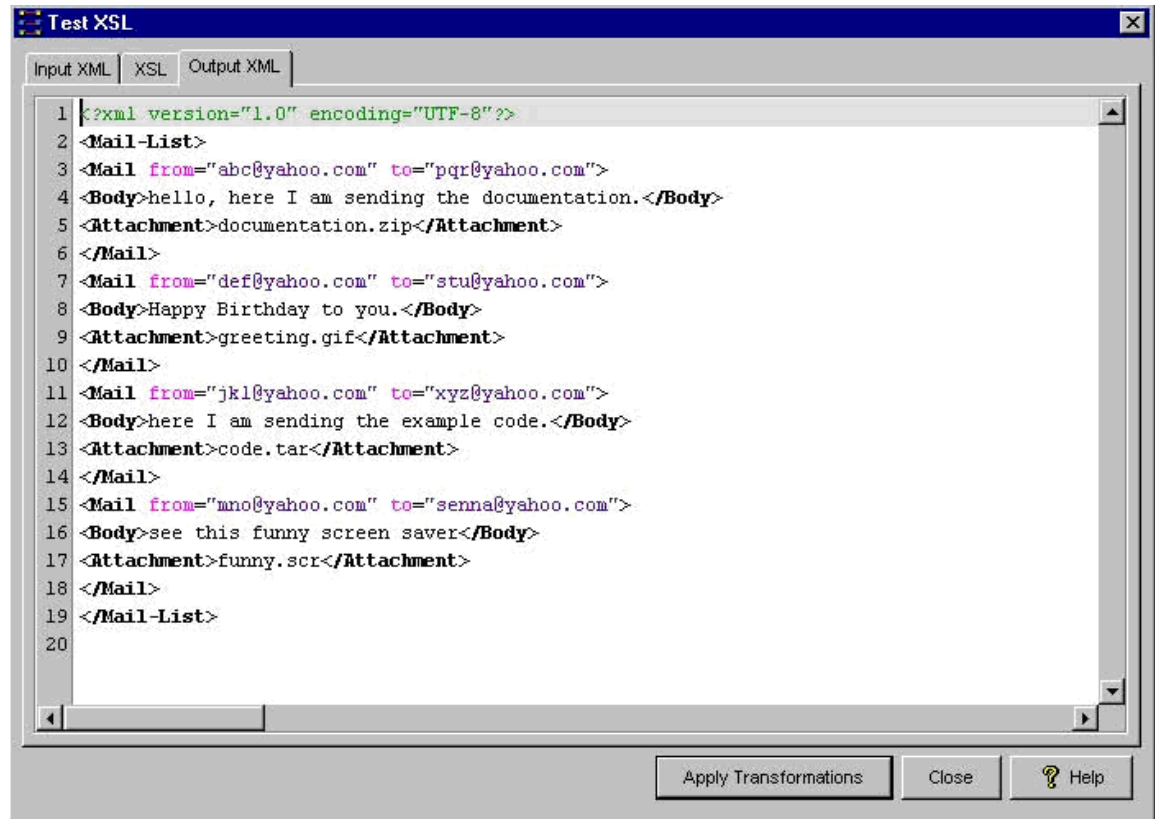 Test XSL
Input XML XSL Output XML
1 <?xml version="1.0" encoding="UTF-8"?>
2 <Mail-List>
3 <Mail from="abc@yahoo.com" to="pqr@yahoo.com">
4 <Body>hello, here I am sending the documentation.</Body>
5 <Attachment>documentation.zip</Attachment>
6 </Mail>
7 <Mail from="def@yahoo.com" to="stu@yahoo.com">
8 <Body>Happy Birthday to you.</Body>
9 <Attachment>greeting.gif</Attachment>
10 </Mail>
11 <Mail from="jkl@yahoo.com" to="xyz@yahoo.com">
12 <Body>here I am sending the example code.</Body>
13 <Attachment>code.tar</Attachment>
14 </Mail>
15 <Mail from="mno@yahoo.com" to="senna@yahoo.com">
16 <Body>see this funny screen saver</Body>
17 <Attachment>funny.scr</Attachment>
18 </Mail>
19 </Mail-List>
20
Apply Transformations Close ? Help